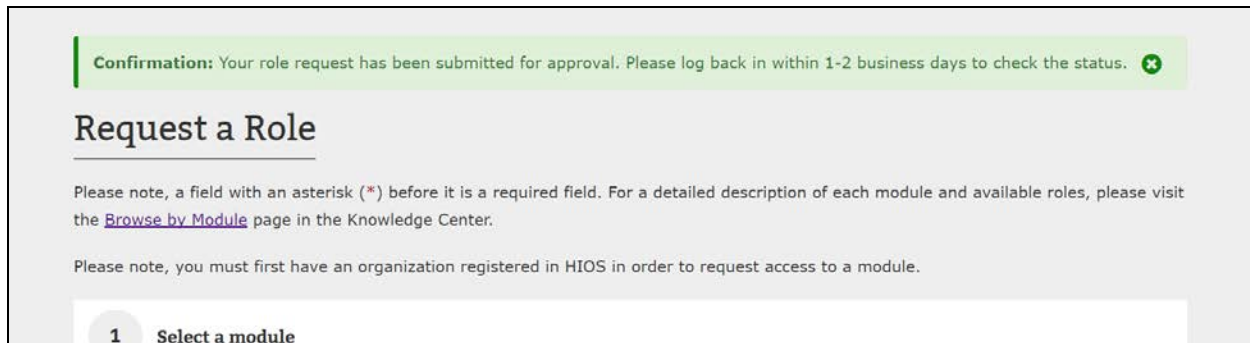 Confirmation: Your role request has been submitted for approval. Please log back in within 1-2 business days to check the status.
Request a Role
Please note, a field with an asterisk (*) before it is a required field. For a detailed description of each module and available roles, please visit
the Browse by Module page in the Knowledge Center.
Please note, you must first have an organization registered in HIOS in order to request access to a module.
1 Select a module